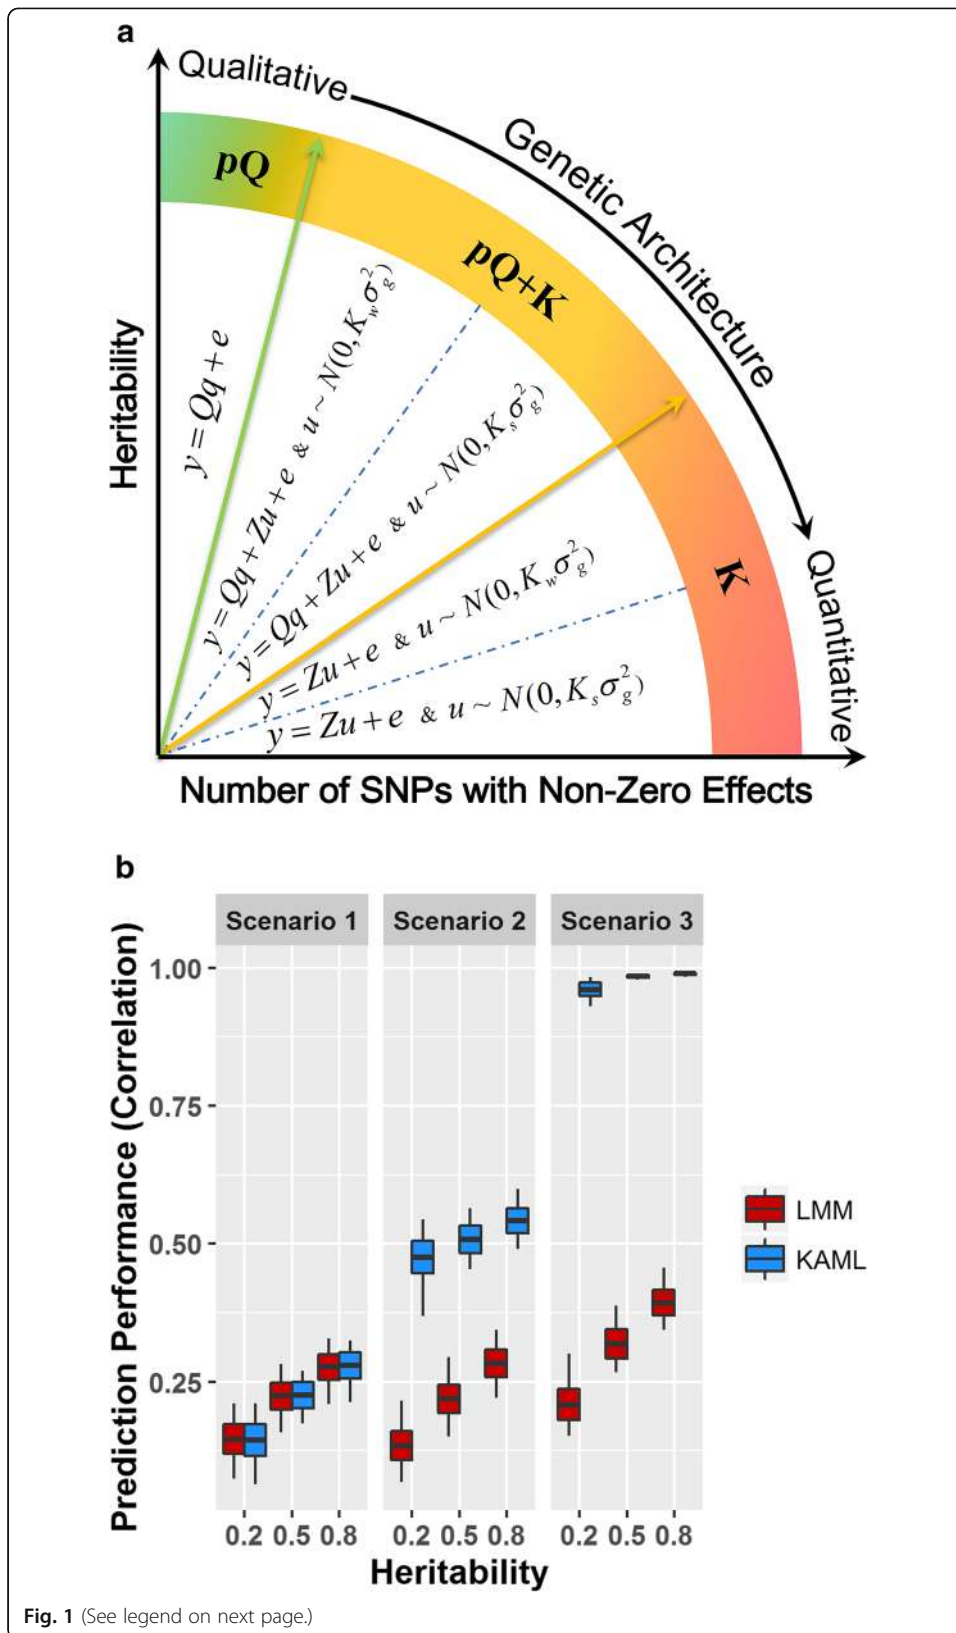 a
Qualitative
Genetic Architecture
Quantitative
pQ
pQ+K
K
Heritability
y = Qq + e
y = Qq + Zu + e & u ~ N(0, K_w σ_g^2)
y = Qq + Zu + e & u ~ N(0, K_s σ_g^2)
y = Zu + e & u ~ N(0, K_w σ_g^2)
y = Zu + e & u ~ N(0, K_s σ_g^2)
Number of SNPs with Non-Zero Effects
b
Scenario 1 Scenario 2 Scenario 3
Prediction Performance (Correlation)
1.00
0.75
0.50
0.25
LMM
KAML
0.2 0.5 0.8 0.2 0.5 0.8 0.2 0.5 0.8
Heritability
Fig. 1 (See legend on next page.)